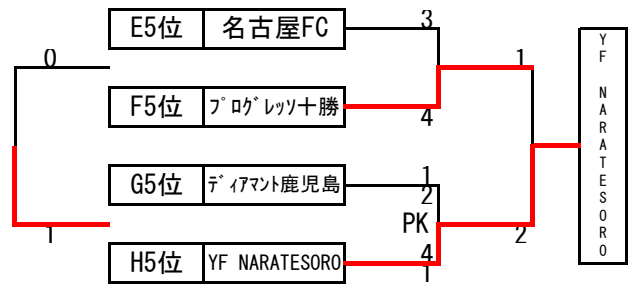 E5位 名古屋FC 3
0 1
F5位 プログレッソ十勝 4
G5位 ディアマント鹿児島 1
2
PK
1 2
H5位 YF NARATESORO 4
1
YF NARATESORO